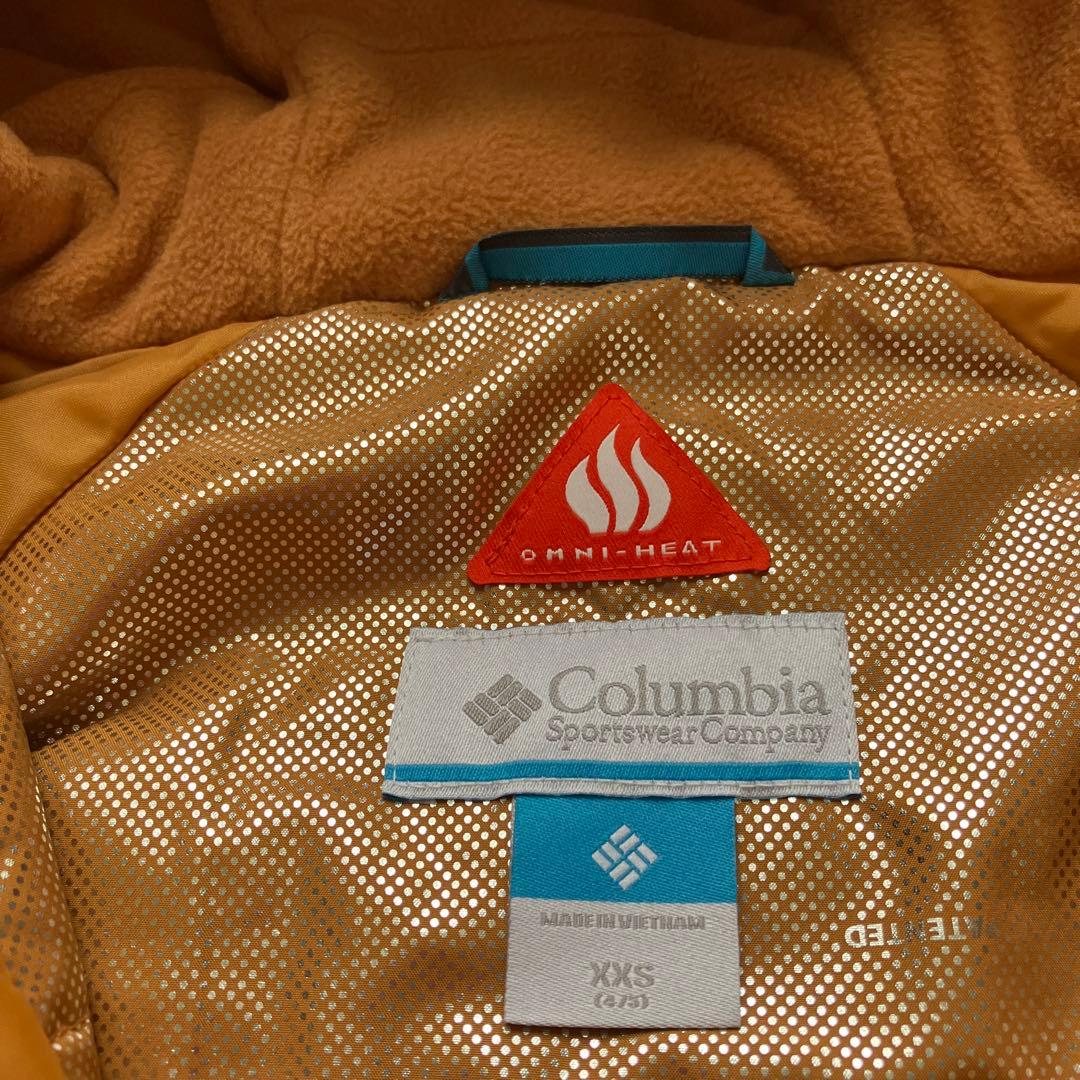 OMNI-HEAT
Columbia
Sportswear Company
MADE IN VIETNAM
XXS
(4/5)